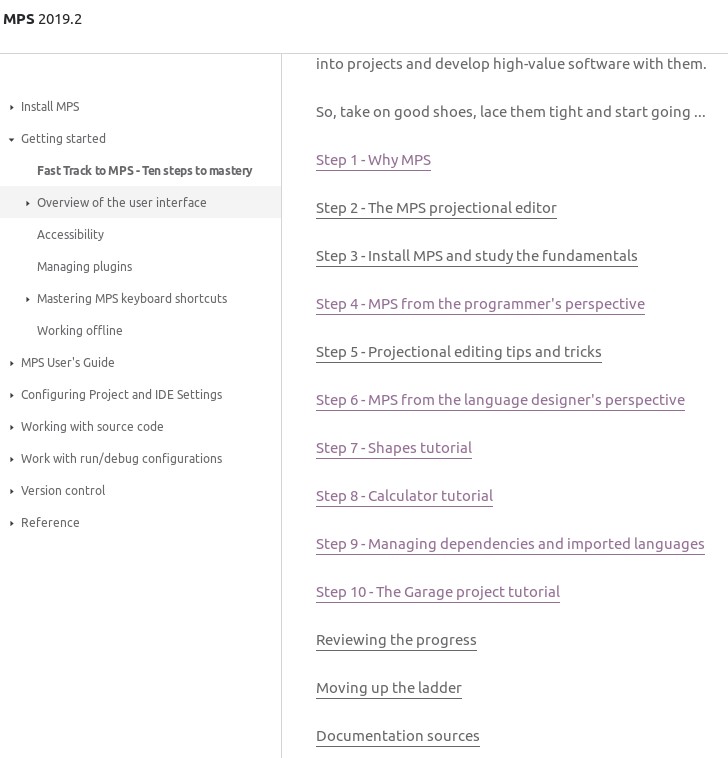 MPS 2019.2
Install MPS
Getting started
Fast Track to MPS - Ten steps to mastery
Overview of the user interface
Accessibility
Managing plugins
Mastering MPS keyboard shortcuts
Working offline
MPS User's Guide
Configuring Project and IDE Settings
Working with source code
Work with run/debug configurations
Version control
Reference
into projects and develop high-value software with them.
So, take on good shoes, lace them tight and start going ...
Step 1 - Why MPS
Step 2 - The MPS projectional editor
Step 3 - Install MPS and study the fundamentals
Step 4 - MPS from the programmer's perspective
Step 5 - Projectional editing tips and tricks
Step 6 - MPS from the language designer's perspective
Step 7 - Shapes tutorial
Step 8 - Calculator tutorial
Step 9 - Managing dependencies and imported languages
Step 10 - The Garage project tutorial
Reviewing the progress
Moving up the ladder
Documentation sources